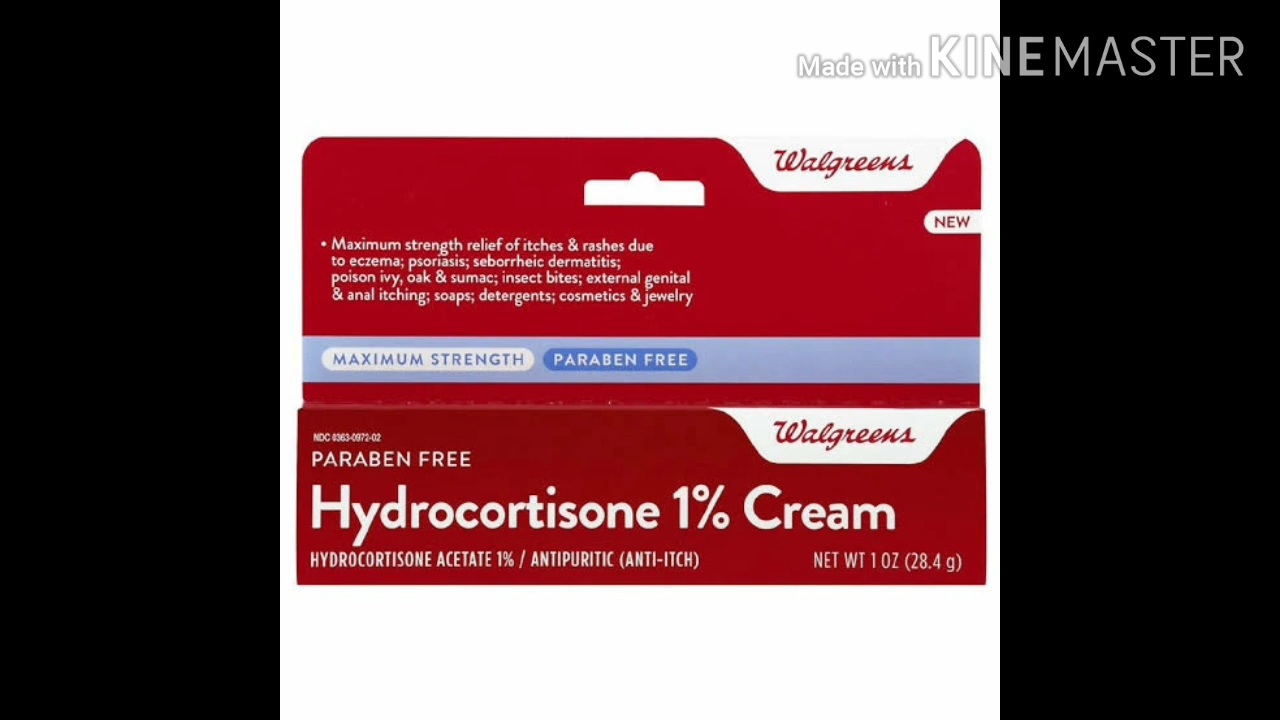 Made with KINEMASTER
Walgreens
NEW
• Maximum strength relief of itches & rashes due
to eczema; psoriasis; seborrheic dermatitis;
poison ivy, oak & sumac; insect bites; external genital
& anal itching; soaps; detergents; cosmetics & jewelry
MAXIMUM STRENGTH PARABEN FREE
Walgreens
NDC 0363-0972-02
PARABEN FREE
Hydrocortisone 1% Cream
HYDROCORTISONE ACETATE 1% / ANTIPURITIC (ANTI-ITCH) NET WT 1 OZ (28.4 g)